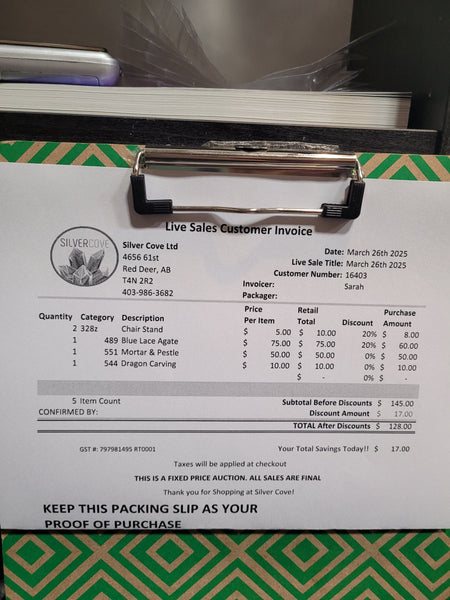 Live Sales Customer Invoice
SILVERCOVE
Silver Cove Ltd
4656 61st
Red Deer, AB
T4N 2R2
403-986-3682
Date: March 26th 2025
Live Sale Title: March 26th 2025
Customer Number: 16403
Invoicer: Sarah
Packager:
Quantity Category Description Price Per Item Retail Total Discount Purchase Amount
2 328z Chair Stand $ 5.00 $ 10.00 20% $ 8.00
1 489 Blue Lace Agate $ 75.00 $ 75.00 20% $ 60.00
1 551 Mortar & Pestle $ 50.00 $ 50.00 0% $ 50.00
1 544 Dragon Carving $ 10.00 $ 10.00 0% $ 10.00
$ - 0% $ -
5 Item Count Subtotal Before Discounts $ 145.00
CONFIRMED BY: Discount Amount $ 17.00
TOTAL After Discounts $ 128.00
GST #: 797981495 RT0001 Your Total Savings Today!! $ 17.00
Taxes will be applied at checkout
THIS IS A FIXED PRICE AUCTION. ALL SALES ARE FINAL
Thank you for Shopping at Silver Cove!
KEEP THIS PACKING SLIP AS YOUR
PROOF OF PURCHASE